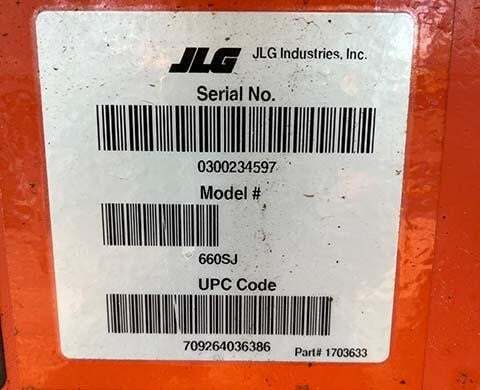 JLG JLG Industries, Inc.
Serial No.
0300234597
Model #
660SJ
UPC Code
709264036386
Part# 1703633